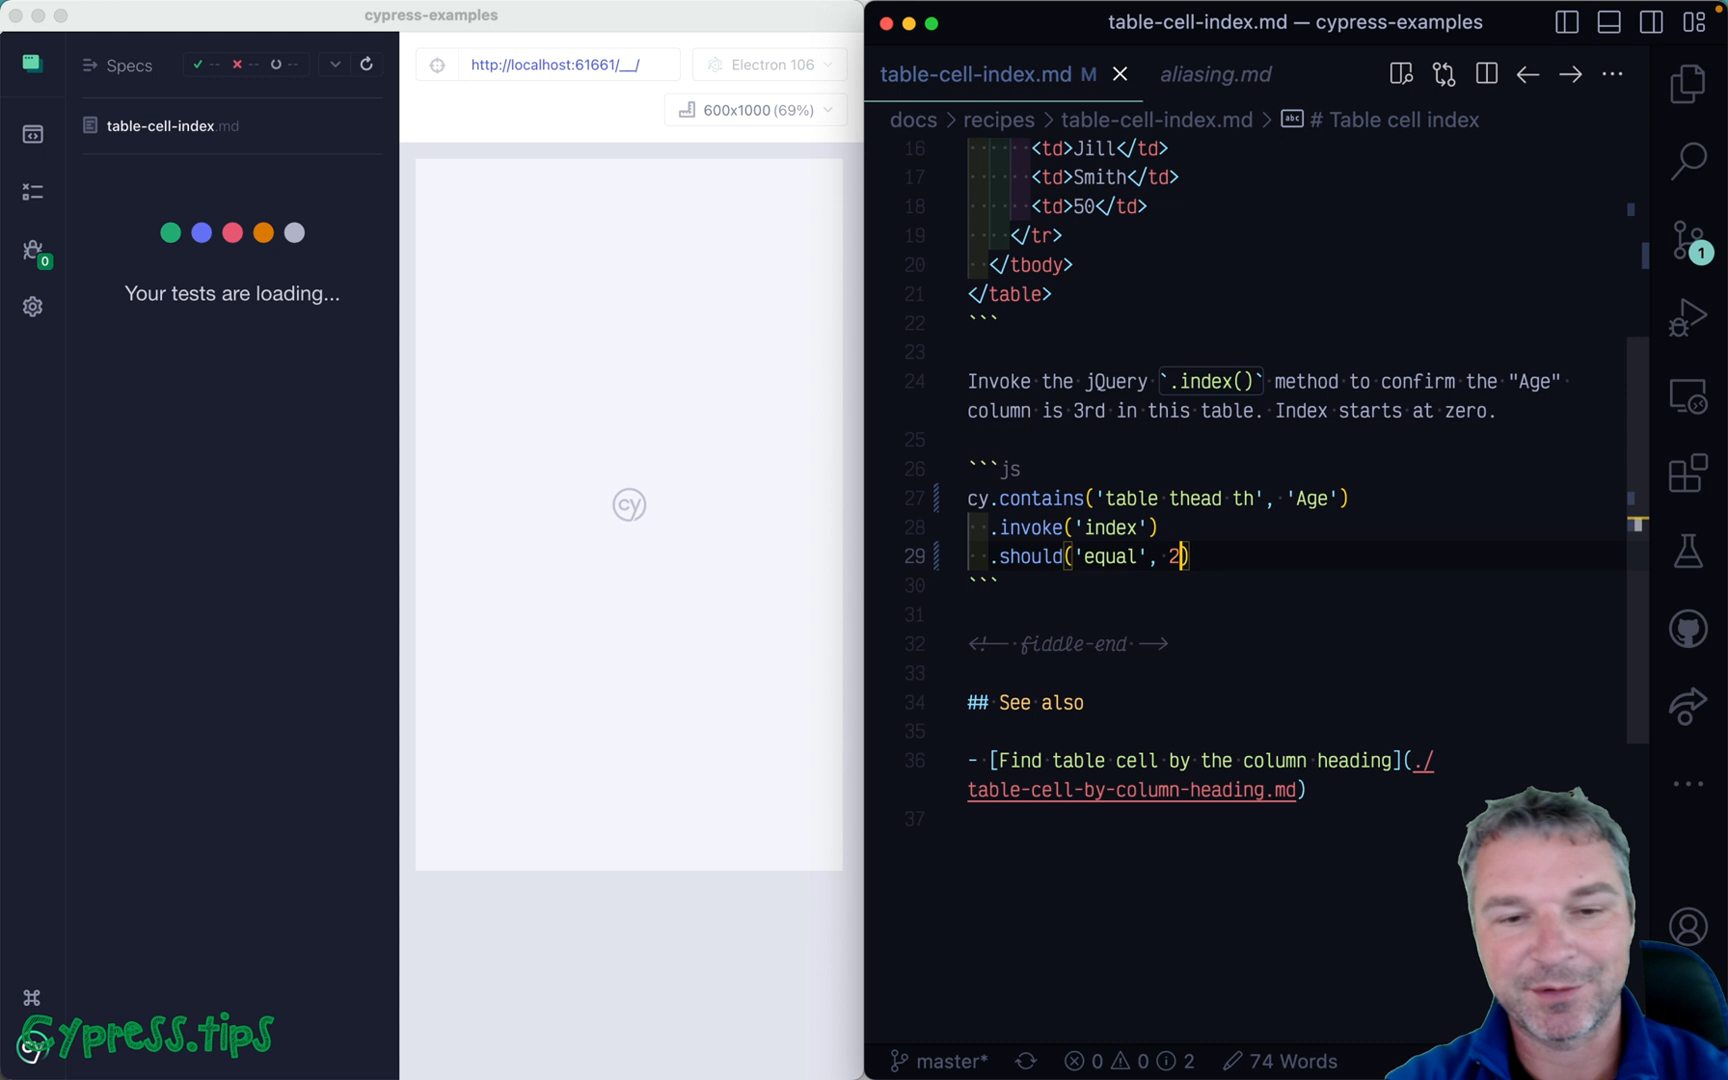 cypress-examples
Specs
-- -- --
table-cell-index.md
0
Your tests are loading...
http://localhost:61661/__/
Electron 106
600x1000 (69%)
cy
Cypress.tips
cy
table-cell-index.md — cypress-examples
table-cell-index.md M
aliasing.md
docs > recipes > table-cell-index.md > abc # Table cell index
16 <td>Jill</td>
17 <td>Smith</td>
18 <td>50</td>
19 </tr>
20 </tbody>
21 </table>
22 ```
23
24 Invoke the jQuery `.index()` method to confirm the "Age"
column is 3rd in this table. Index starts at zero.
25
26 ```js
27 cy.contains('table thead th', 'Age')
28 .invoke('index')
29 .should('equal', 2)
30 ```
31
32 <!-- fiddle-end -->
33
34 ## See also
35
36 - [Find table cell by the column heading](./
table-cell-by-column-heading.md)
37
1
master* 0 0 2 74 Words